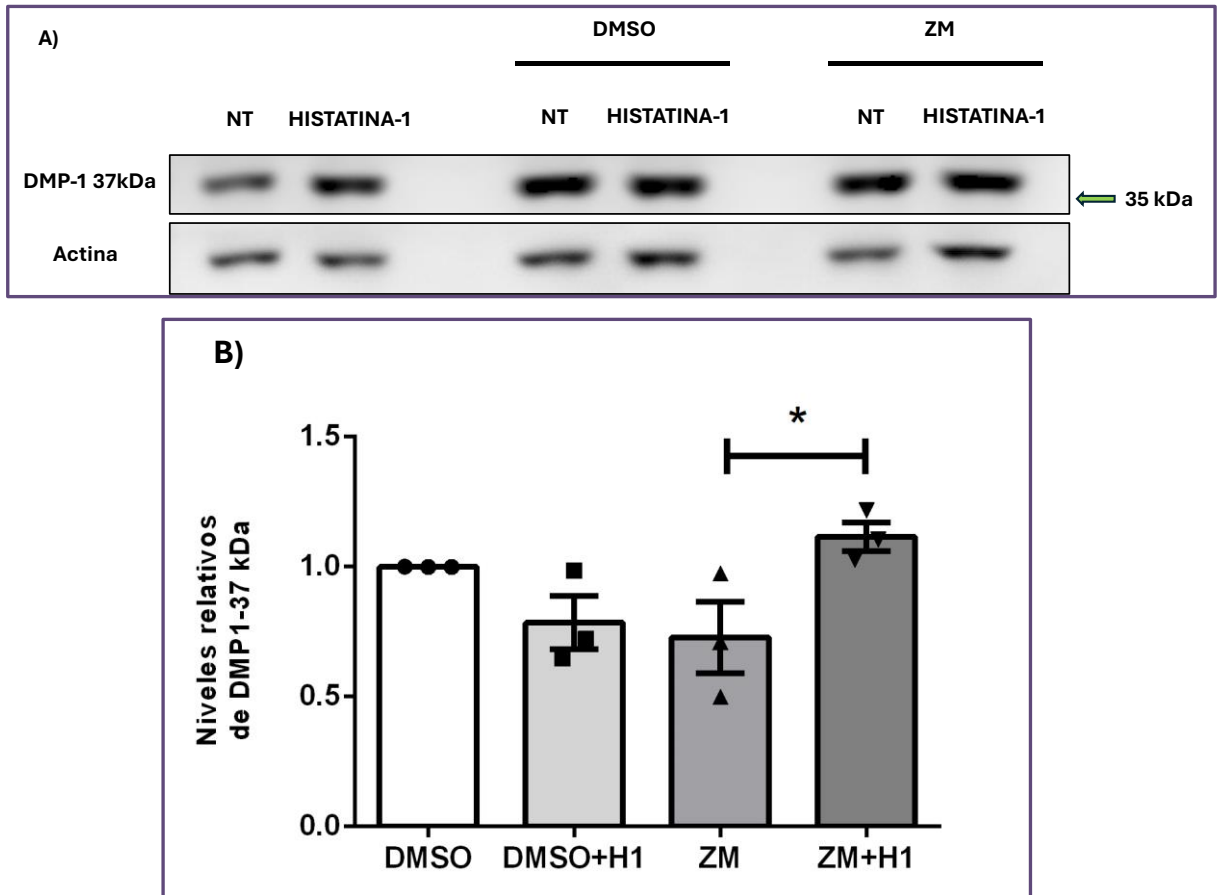 A)
DMSO ZM
NT HISTATINA-1 NT HISTATINA-1 NT HISTATINA-1
DMP-1 37kDa
35 kDa
Actina
B)
*
1.5
1.0
0.5
0.0
Niveles relativos
de DMP1-37 kDa
DMSO DMSO+H1 ZM ZM+H1